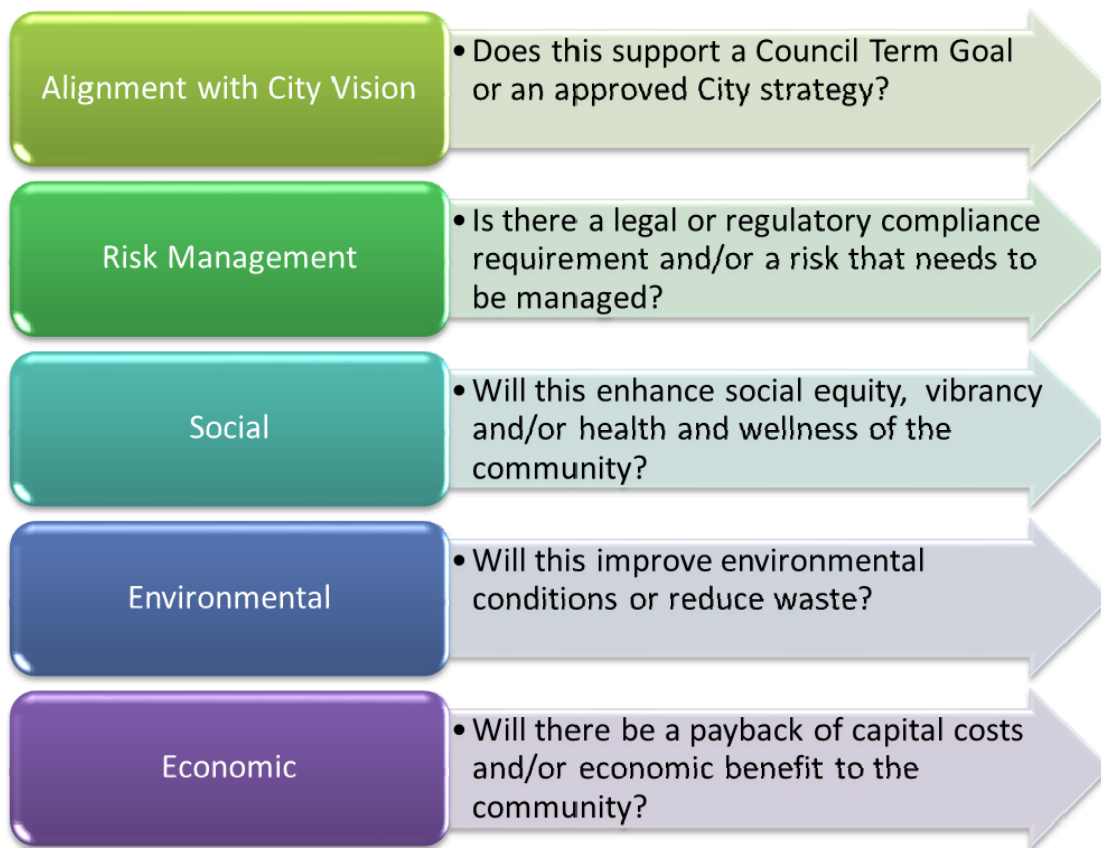 Alignment with City Vision
• Does this support a Council Term Goal
or an approved City strategy?
Risk Management
• Is there a legal or regulatory compliance
requirement and/or a risk that needs to
be managed?
Social
• Will this enhance social equity,  vibrancy
and/or health and wellness of the
community?
Environmental
• Will this improve environmental
conditions or reduce waste?
Economic
• Will there be a payback of capital costs
and/or economic benefit to the
community?